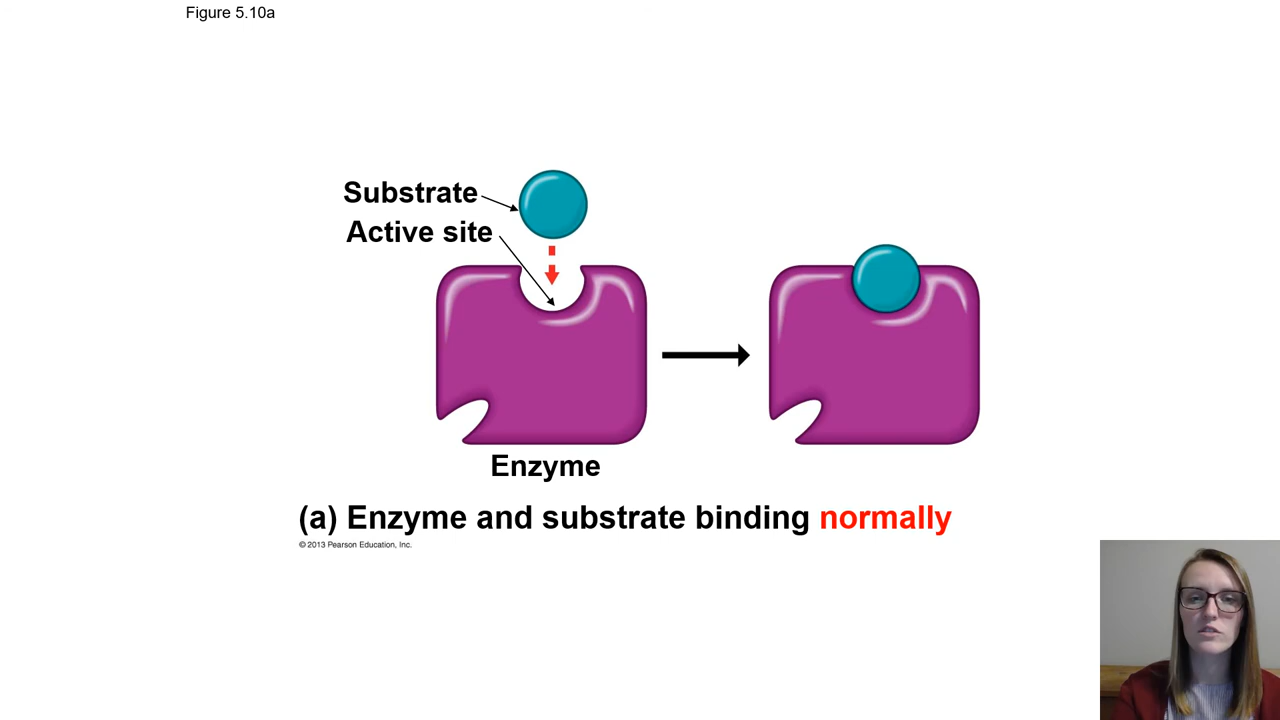 Figure 5.10a
Substrate
Active site
Enzyme
(a) Enzyme and substrate binding normally
© 2013 Pearson Education, Inc.